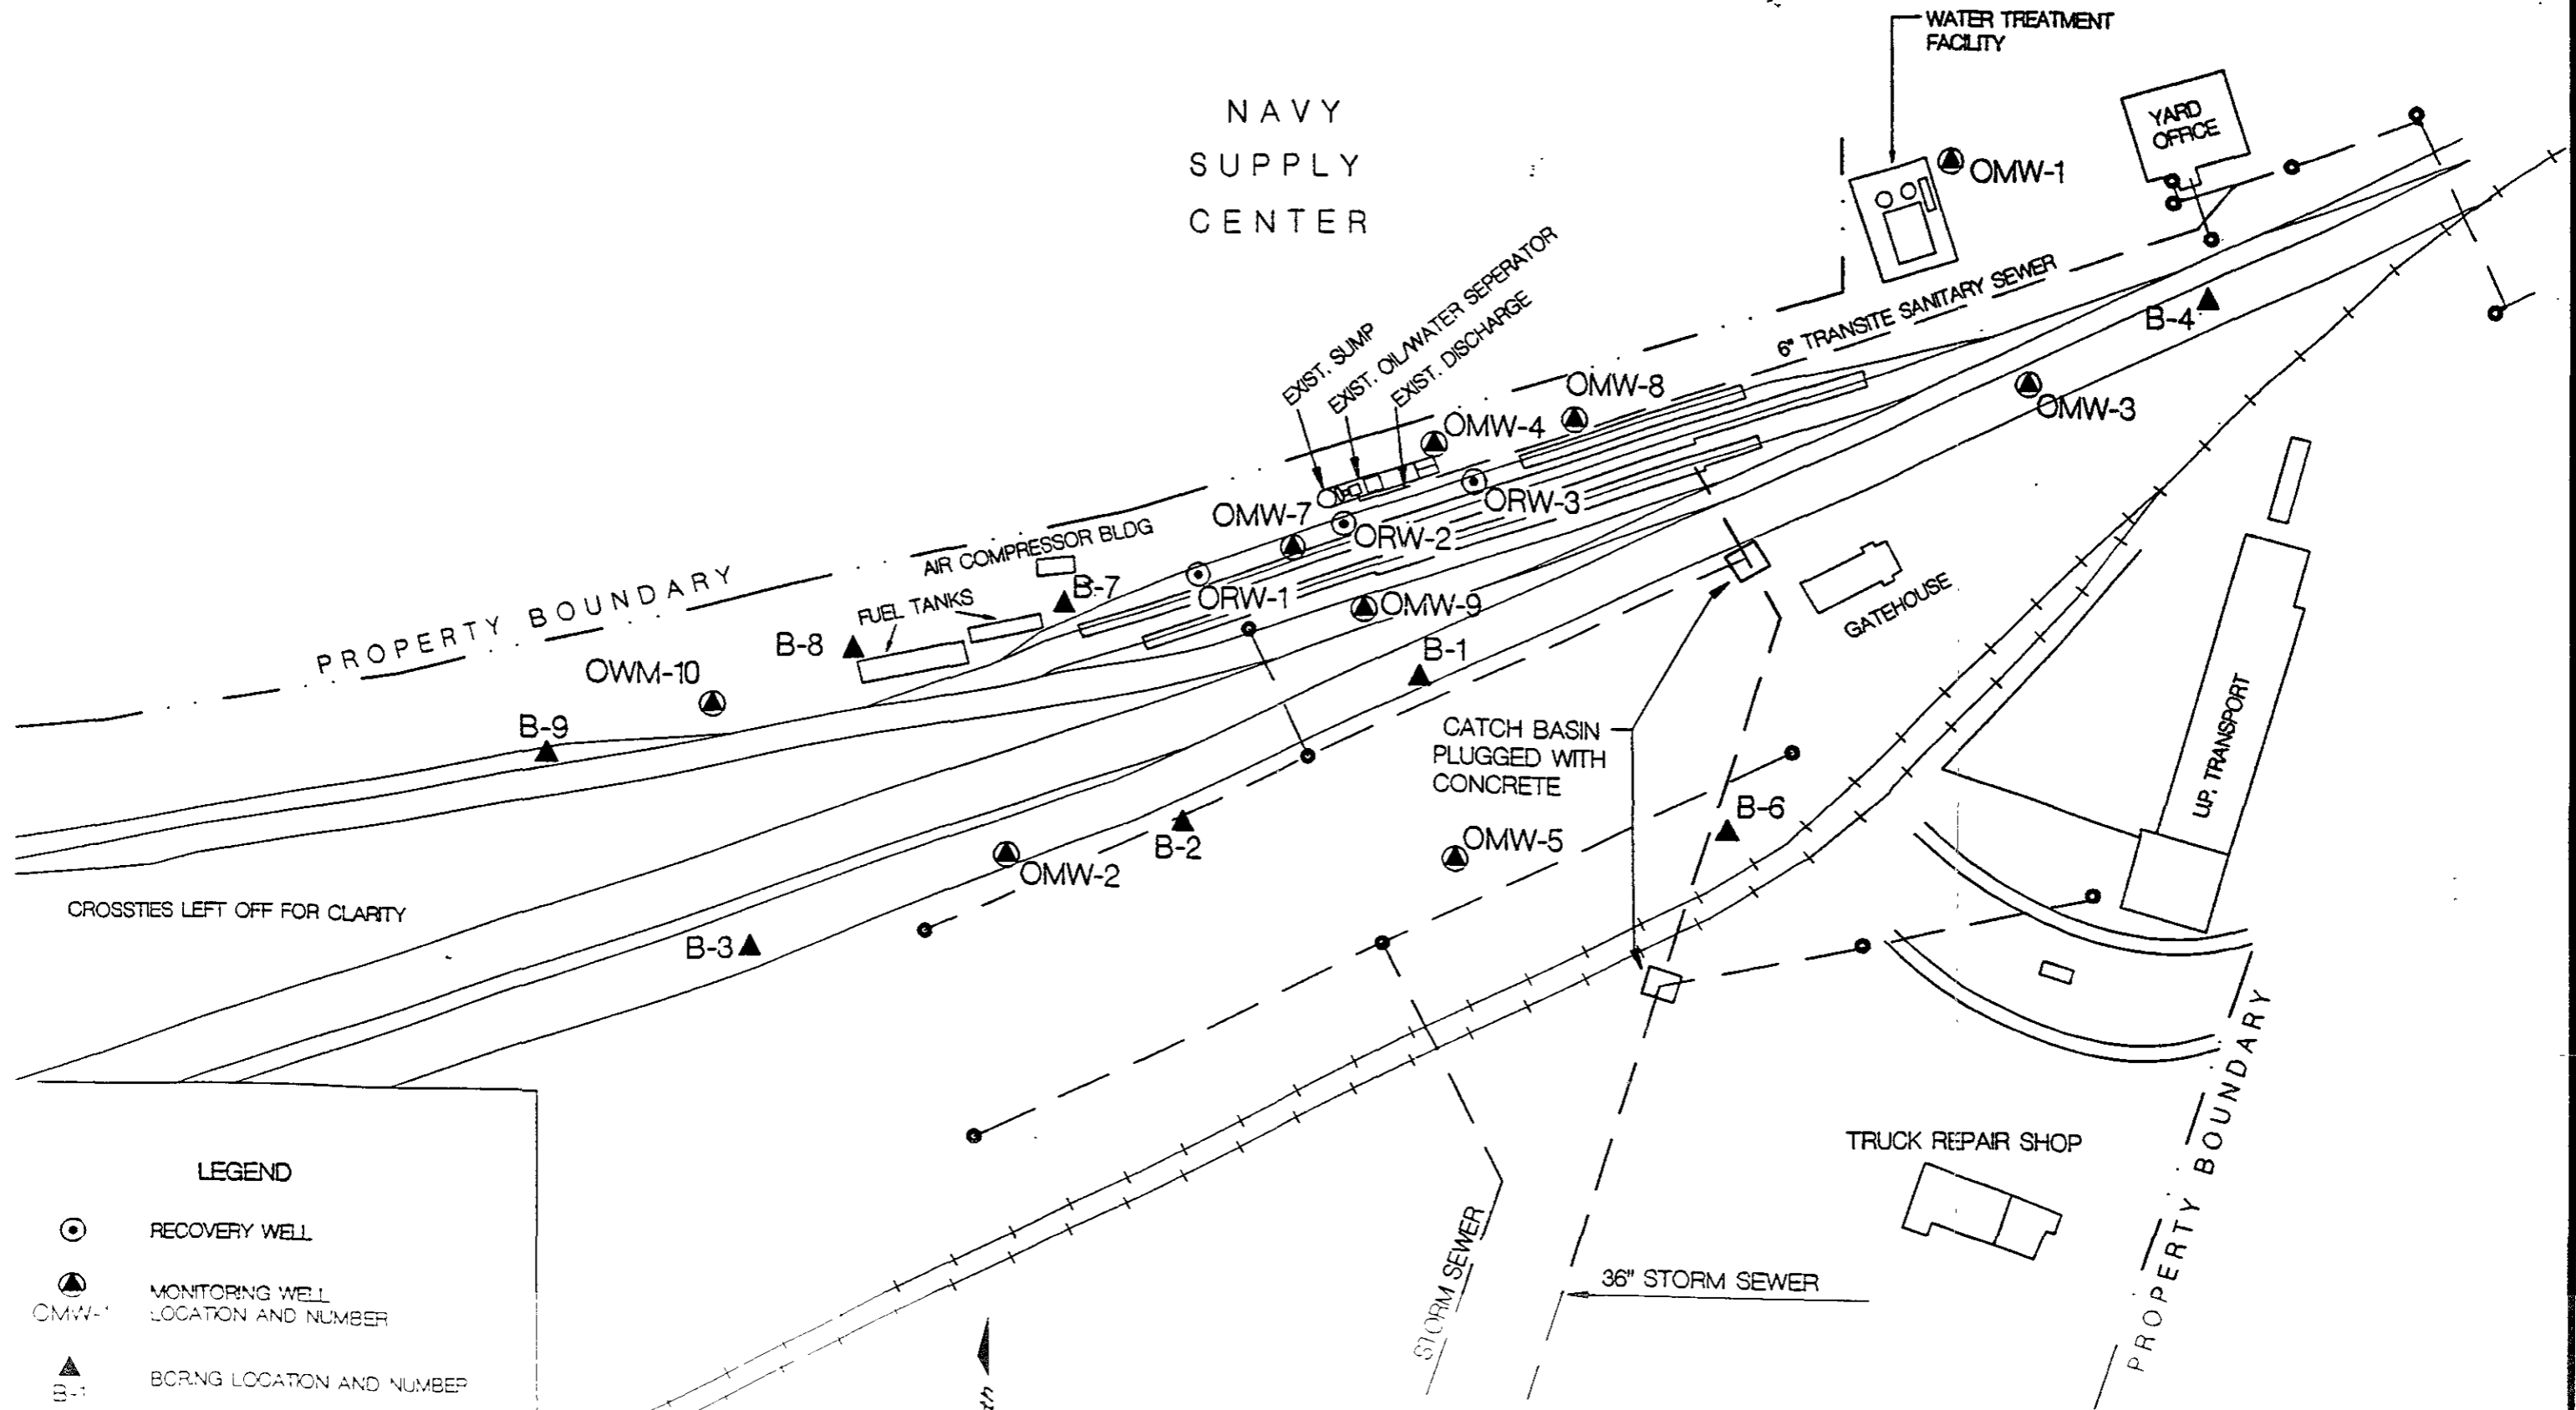 WATER TREATMENT
FACILITY
NAVY
SUPPLY
CENTER
YARD
OFFICE
OMW-1
6" TRANSITE SANITARY SEWER
B-4
EXIST. SUMP
EXIST. OIL/WATER SEPERATOR
EXIST. DISCHARGE
OMW-8
OMW-3
OMW-4
ORW-3
OMW-7
ORW-2
AIR COMPRESSOR BLDG
PROPERTY BOUNDARY
B-7
ORW-1
OMW-9
FUEL TANKS
B-8
GATEHOUSE
B-1
OWM-10
B-9
CATCH BASIN
PLUGGED WITH
CONCRETE
U.P. TRANSPORT
B-6
B-2
OMW-5
OMW-2
CROSSTIES LEFT OFF FOR CLARITY
B-3
PROPERTY BOUNDARY
TRUCK REPAIR SHOP
STORM SEWER
36" STORM SEWER
LEGEND
RECOVERY WELL
MONITORING WELL
OMW-1 LOCATION AND NUMBER
BORING LOCATION AND NUMBER
B-1